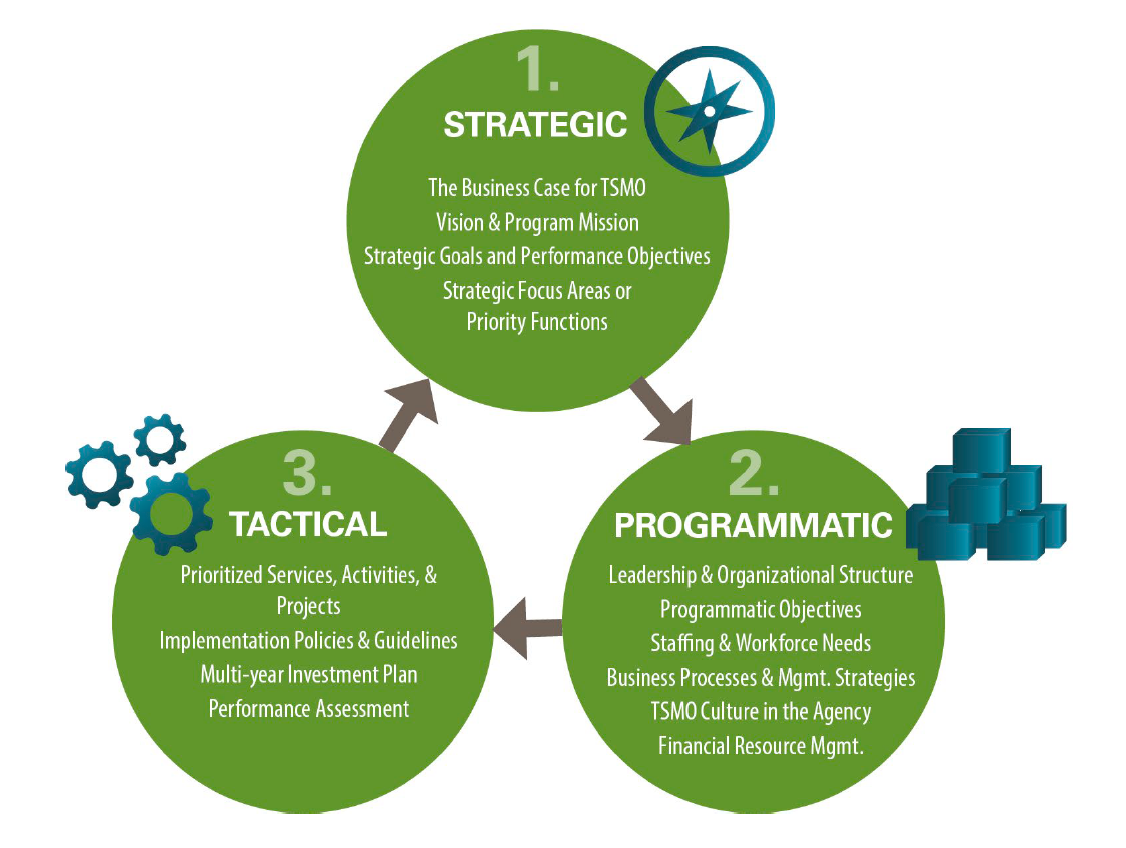 1.
STRATEGIC
The Business Case for TSMO
Vision & Program Mission
Strategic Goals and Performance Objectives
Strategic Focus Areas or
Priority Functions
2.
PROGRAMMATIC
Leadership & Organizational Structure
Programmatic Objectives
Staffing & Workforce Needs
Business Processes & Mgmt. Strategies
TSMO Culture in the Agency
Financial Resource Mgmt.
3.
TACTICAL
Prioritized Services, Activities, &
Projects
Implementation Policies & Guidelines
Multi-year Investment Plan
Performance Assessment